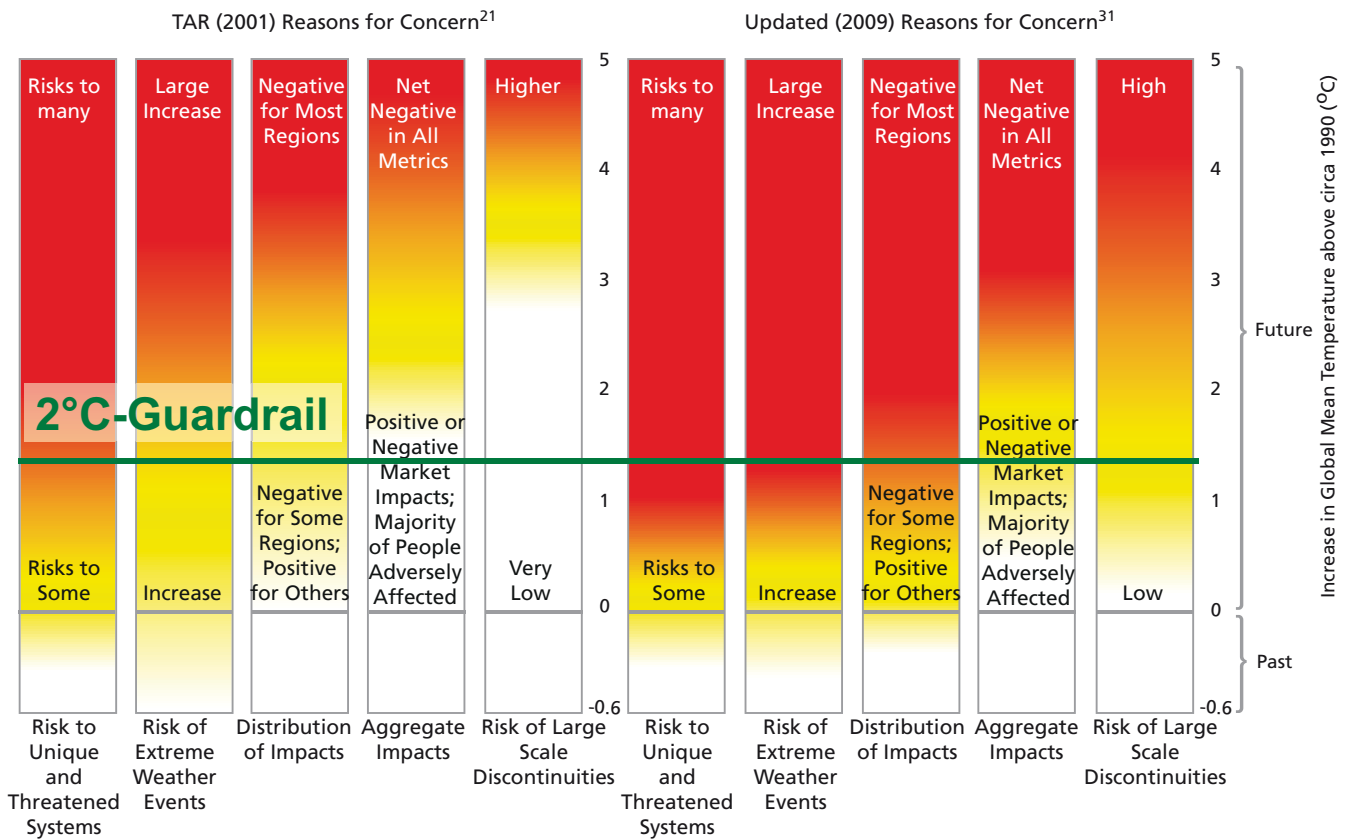 TAR (2001) Reasons for Concern21
Updated (2009) Reasons for Concern31
Risks to
many
Large
Increase
Negative
for Most
Regions
Net
Negative
in All
Metrics
Higher
5
4
3
2
1
0
-0.6
Risks to
many
Large
Increase
Negative
for Most
Regions
Net
Negative
in All
Metrics
High
5
4
3
2
1
0
-0.6
2°C-Guardrail
Risks to
Some
Increase
Negative
for Some
Regions;
Positive
for Others
Positive or
Negative
Market
Impacts;
Majority
of People
Adversely
Affected
Very
Low
Risks to
Some
Increase
Negative
for Some
Regions;
Positive
for Others
Positive or
Negative
Market
Impacts;
Majority
of People
Adversely
Affected
Low
Future
Past
Increase in Global Mean Temperature above circa 1990 (°C)
Risk to
Unique
and
Threatened
Systems
Risk of
Extreme
Weather
Events
Distribution
of Impacts
Aggregate
Impacts
Risk of Large
Scale
Discontinuities
Risk to
Unique
and
Threatened
Systems
Risk of
Extreme
Weather
Events
Distribution
of Impacts
Aggregate
Impacts
Risk of Large
Scale
Discontinuities